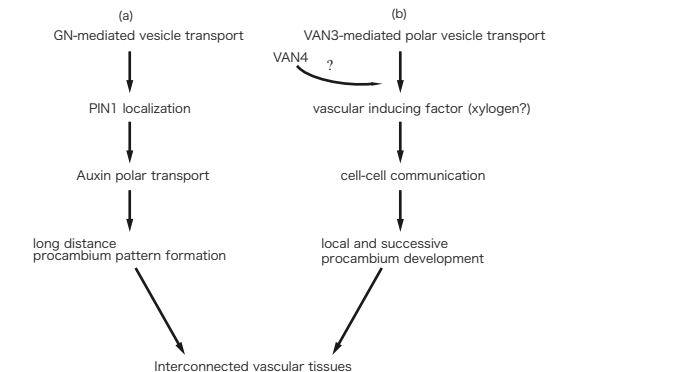 (a)
GN-mediated vesicle transport
PIN1 localization
Auxin polar transport
long distance
procambium pattern formation
(b)
VAN3-mediated polar vesicle transport
VAN4
?
vascular inducing factor (xylogen?)
cell-cell communication
local and successive
procambium development
Interconnected vascular tissues